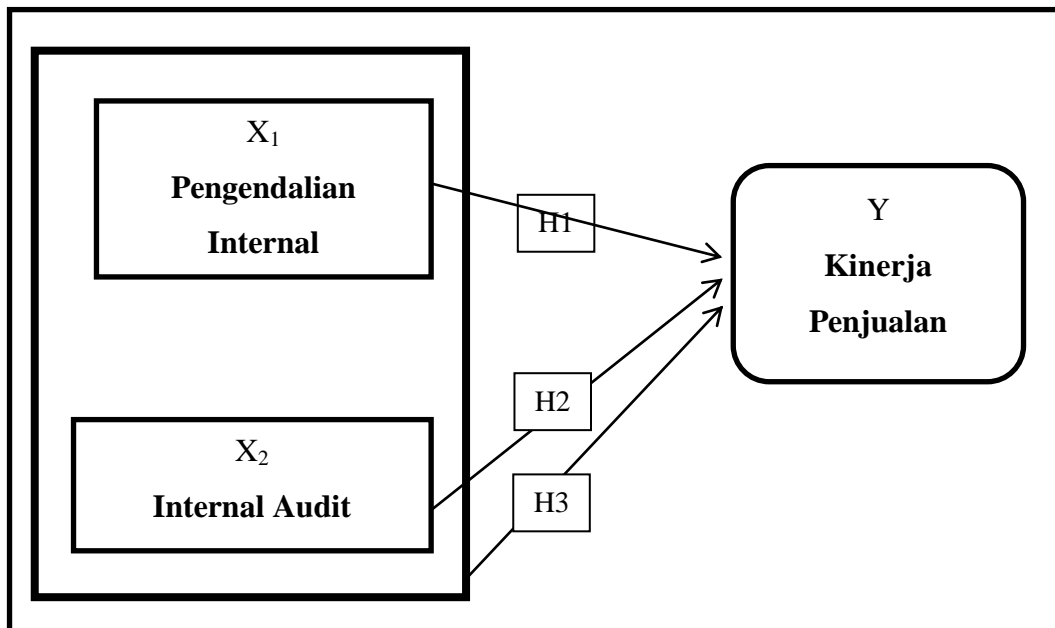 X₁
Pengendalian
Internal
H1
Y
Kinerja
Penjualan
H2
X₂
Internal Audit
H3